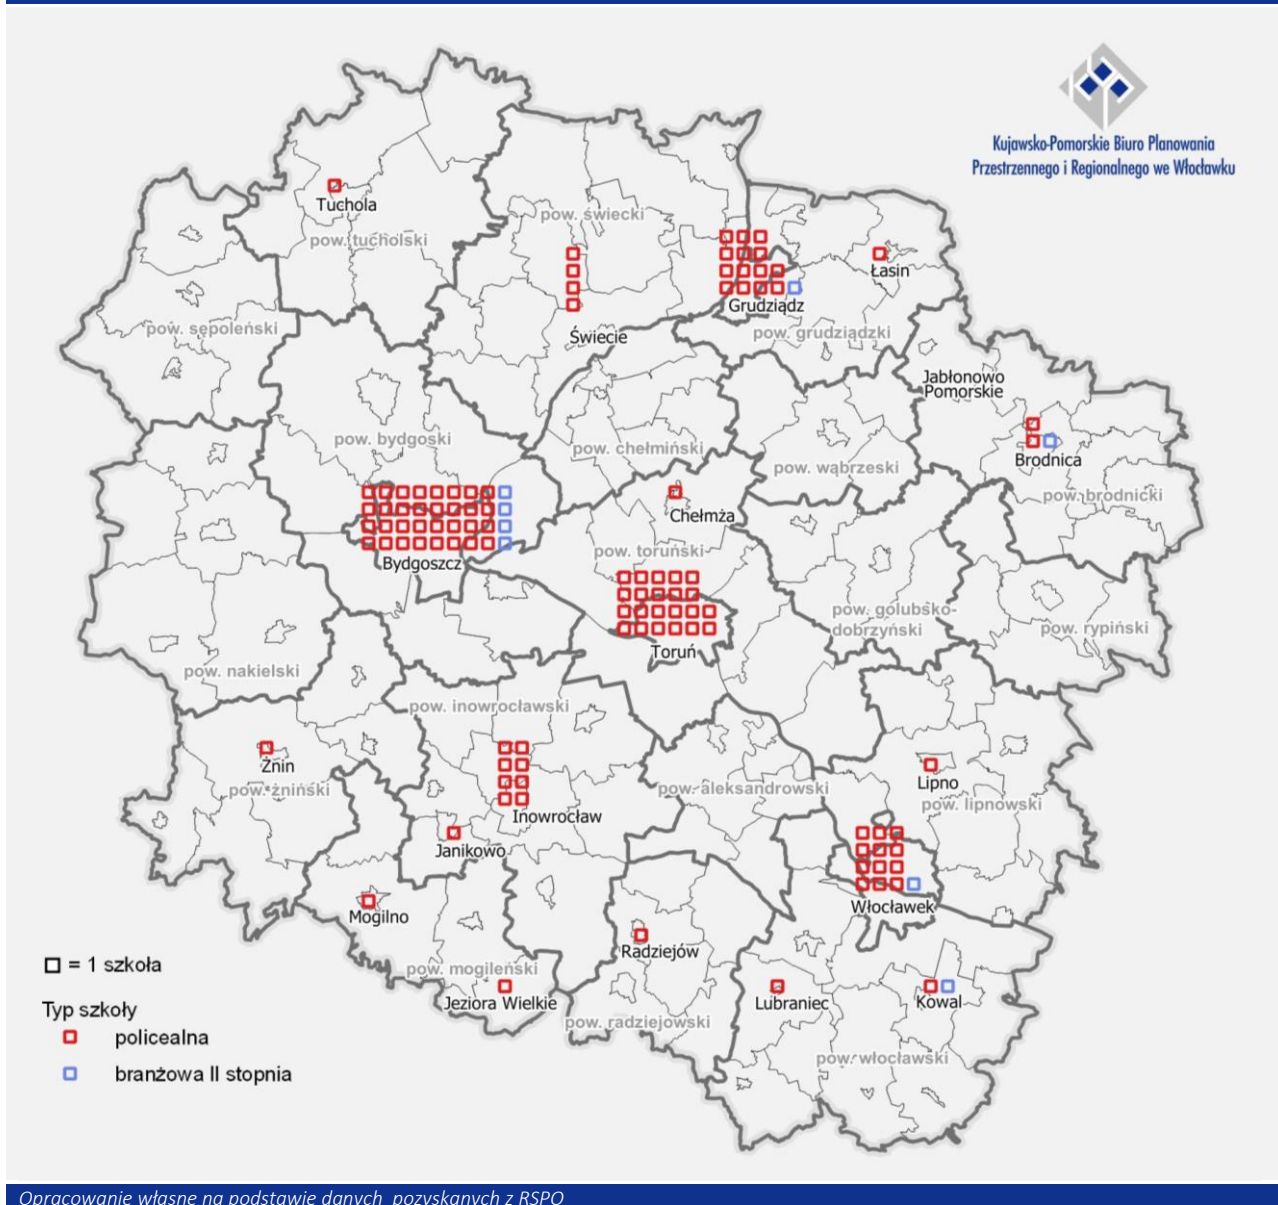 Kujawsko-Pomorskie Biuro Planowania
Przestrzennego i Regionalnego we Włocławku
Tuchola
pow. tucholski
pow. świecki
Łasin
Grudziądz
pow. grudziądzki
pow. sępoleński
Świecie
Jabłonowo
Pomorskie
pow. bydgoski
pow. chełmiński
pow. wąbrzeski
Brodnica
pow. brodnicki
Chełmża
Bydgoszcz
pow. toruński
pow. golubsko-
dobrzyński
pow. rypiński
Toruń
pow. nakielski
pow. inowrocławski
Żnin
pow. żniński
pow. aleksandrowski
Lipno
pow. lipnowski
Inowrocław
Janikowo
Mogilno
Włocławek
Radziejów
pow. mogileński
Jeziora Wielkie
Lubraniec
Kowal
pow. radziejowski
pow. włocławski
= 1 szkoła
Typ szkoły
policealna
branżowa II stopnia
Opracowanie własne na podstawie danych pozyskanych z RSPO